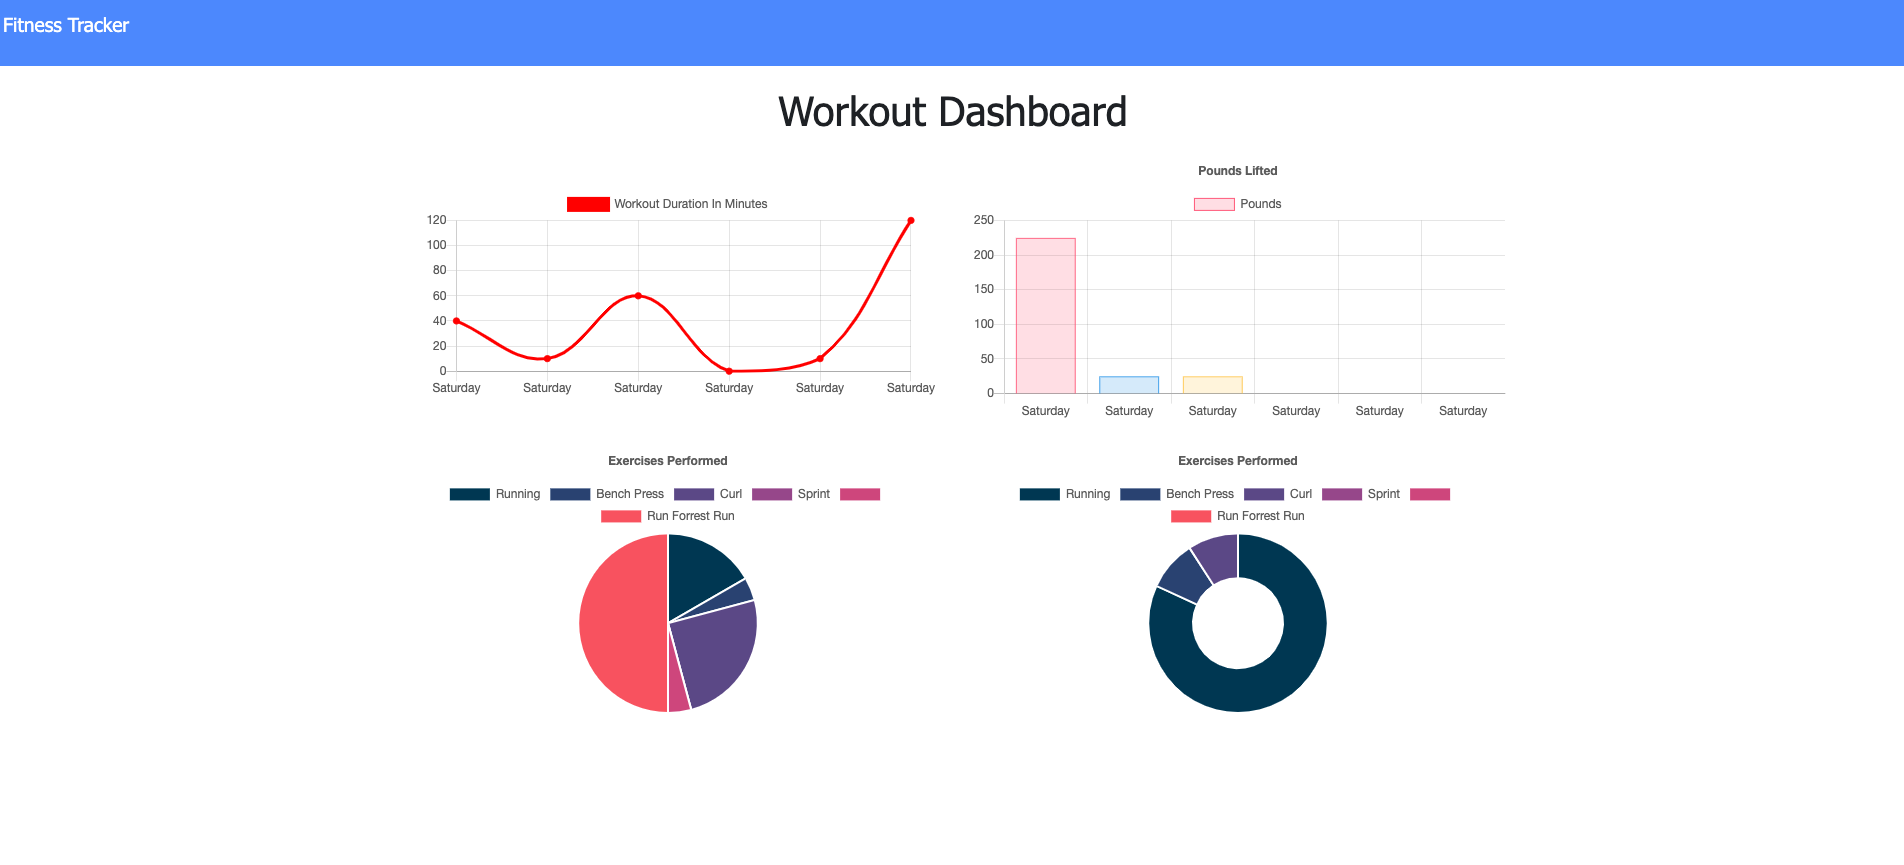 Fitness Tracker
Workout Dashboard
Workout Duration In Minutes
120
100
80
60
40
20
0
Saturday Saturday Saturday Saturday Saturday Saturday
Pounds Lifted
Pounds
250
200
150
100
50
0
Saturday Saturday Saturday Saturday Saturday Saturday
Exercises Performed
Running Bench Press Curl Sprint
Run Forrest Run
Exercises Performed
Running Bench Press Curl Sprint
Run Forrest Run